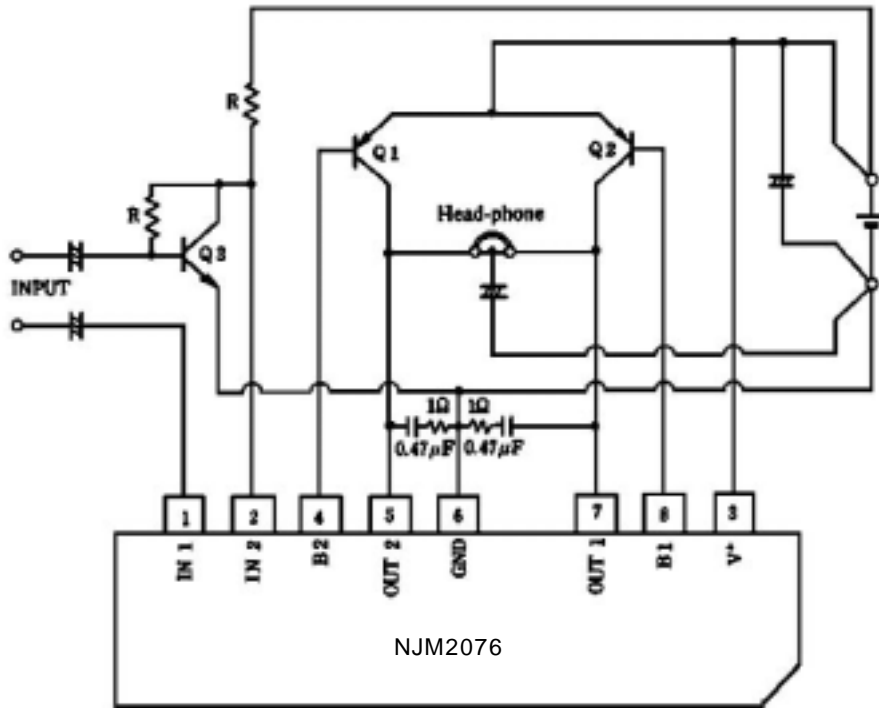 R
Q1
Q2
R
Head-phone
Q3
INPUT
1Ω 1Ω
0.47μF 0.47μF
1 2 4 5 6 7 8 3
IN 1 IN 2 B2 OUT 2 GND OUT 1 B1 V+
NJM2076